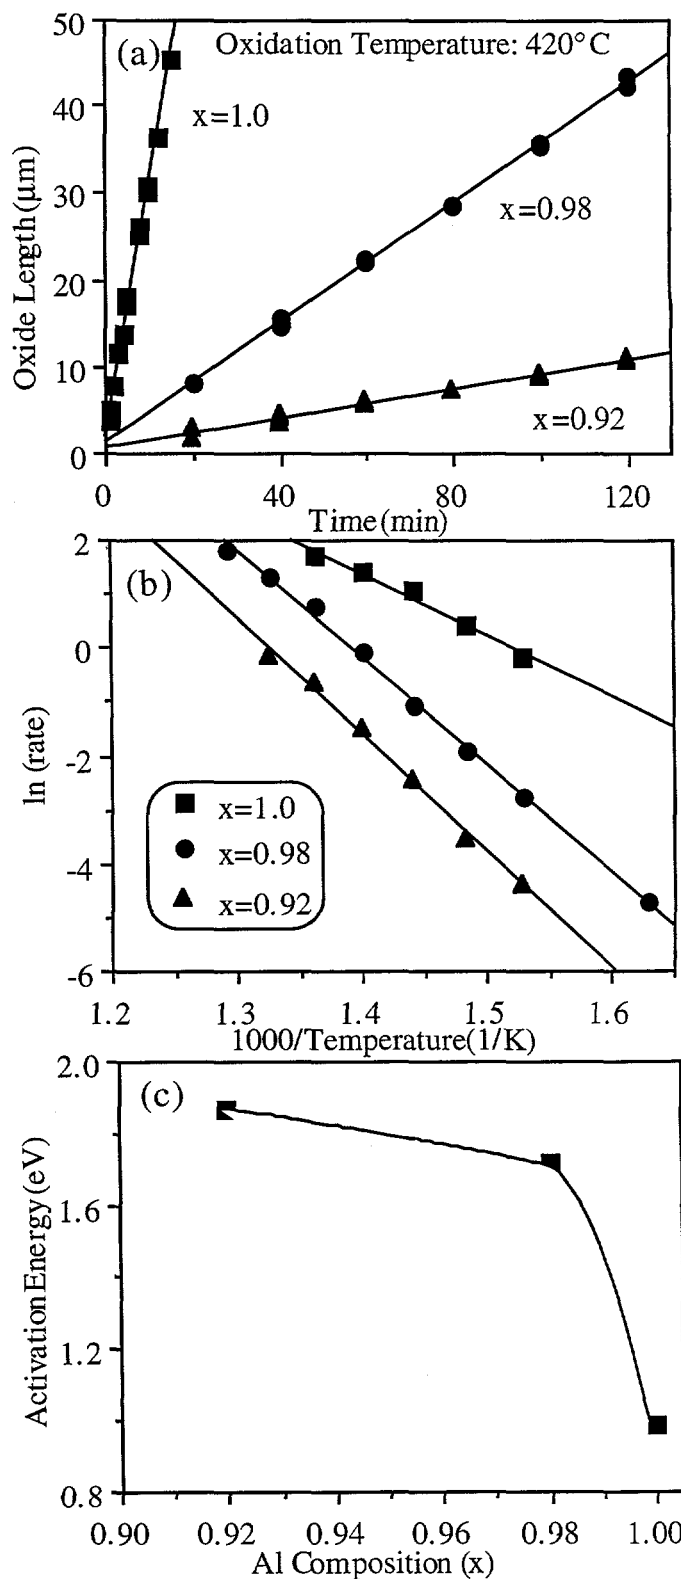 50
(a)
Oxidation Temperature: 420°C
40
x=1.0
30
x=0.98
20
10
x=0.92
0
Oxide Length(μm)
0 40 80 120
Time(min)
2
(b)
0
-2
x=1.0
x=0.98
-4
x=0.92
-6
ln (rate)
1.2 1.3 1.4 1.5 1.6
1000/Temperature(1/K)
2.0
(c)
1.6
1.2
0.8
Activation Energy (eV)
0.90 0.92 0.94 0.96 0.98 1.00
Al Composition (x)